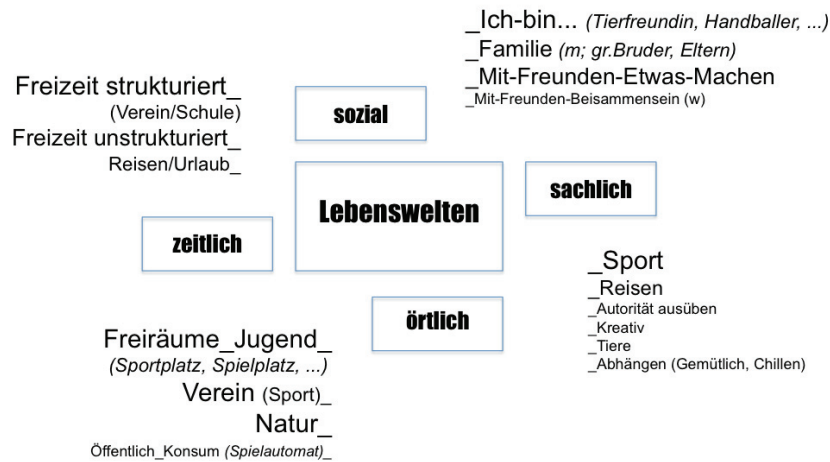 _Ich-bin... (Tierfreundin, Handballer, ...)
_Familie (m; gr.Bruder, Eltern)
_Mit-Freunden-Etwas-Machen
_Mit-Freunden-Beisammensein (w)
Freizeit strukturiert_
(Verein/Schule)
Freizeit unstrukturiert_
Reisen/Urlaub_
sozial
Lebenswelten
sachlich
zeitlich
örtlich
_Sport
_Reisen
_Autorität ausüben
_Kreativ
_Tiere
_Abhängen (Gemütlich, Chillen)
Freiräume_Jugend_
(Sportplatz, Spielplatz, ...)
Verein (Sport)_
Natur_
Öffentlich_Konsum (Spielautomat)_